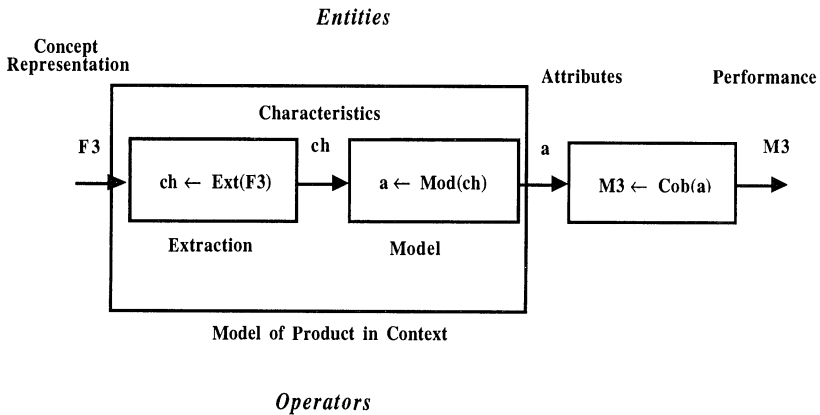 Entities
Concept
Representation
Attributes
Performance
Characteristics
F3
ch
a
M3
ch ← Ext(F3)
a ← Mod(ch)
M3 ← Cob(a)
Extraction
Model
Model of Product in Context
Operators